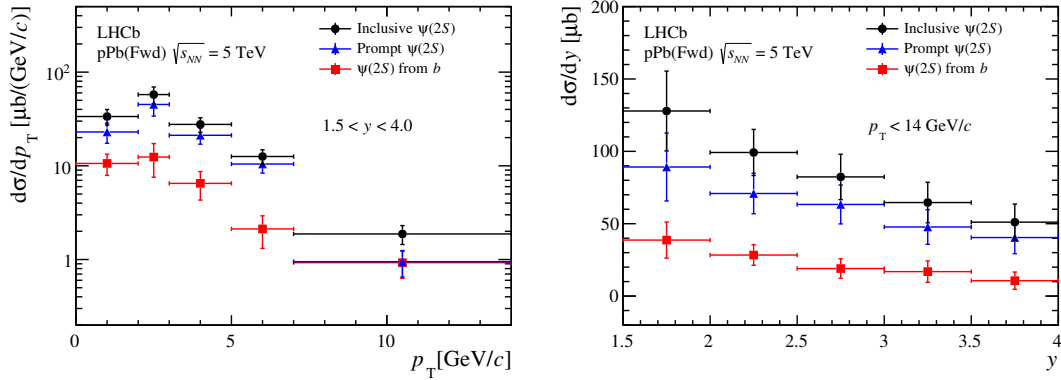 LHCb
pPb(Fwd) √s_NN = 5 TeV
Inclusive ψ(2S)
Prompt ψ(2S)
ψ(2S) from b
1.5 < y < 4.0
dσ/dp_T [μb/(GeV/c)]
10²
10
1
0 5 10
p_T [GeV/c]
LHCb
pPb(Fwd) √s_NN = 5 TeV
Inclusive ψ(2S)
Prompt ψ(2S)
ψ(2S) from b
p_T < 14 GeV/c
dσ/dy [μb]
200
150
100
50
0
1.5 2 2.5 3 3.5 4
y